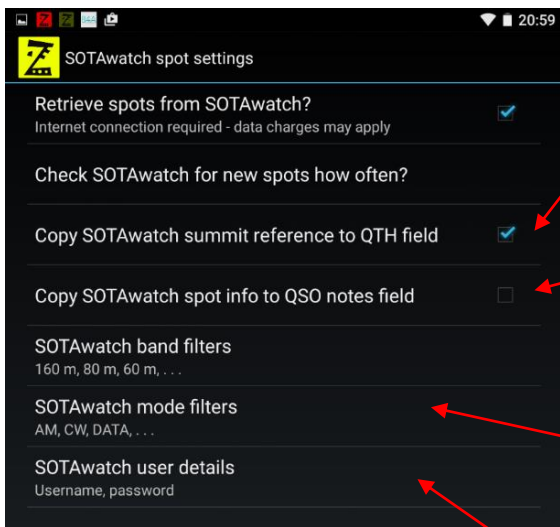 20:59
SOTAwatch spot settings
Retrieve spots from SOTAwatch?
Internet connection required - data charges may apply
Check SOTAwatch for new spots how often?
Copy SOTAwatch summit reference to QTH field
Copy SOTAwatch spot info to QSO notes field
SOTAwatch band filters
160 m, 80 m, 60 m, . . .
SOTAwatch mode filters
AM, CW, DATA, . . .
SOTAwatch user details
Username, password